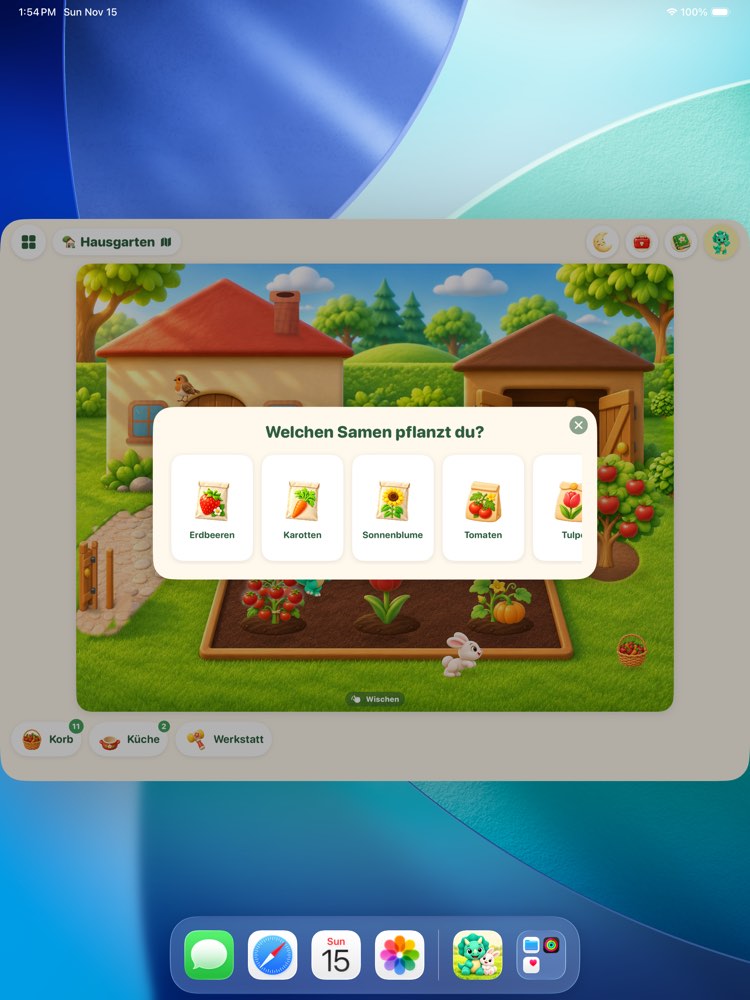 1:54 PM Sun Nov 15
100%
Hausgarten
Welchen Samen pflanzt du?
Erdbeeren
Karotten
Sonnenblume
Tomaten
Tulpe
Wischen
Korb
11
Küche
2
Werkstatt
Sun
15